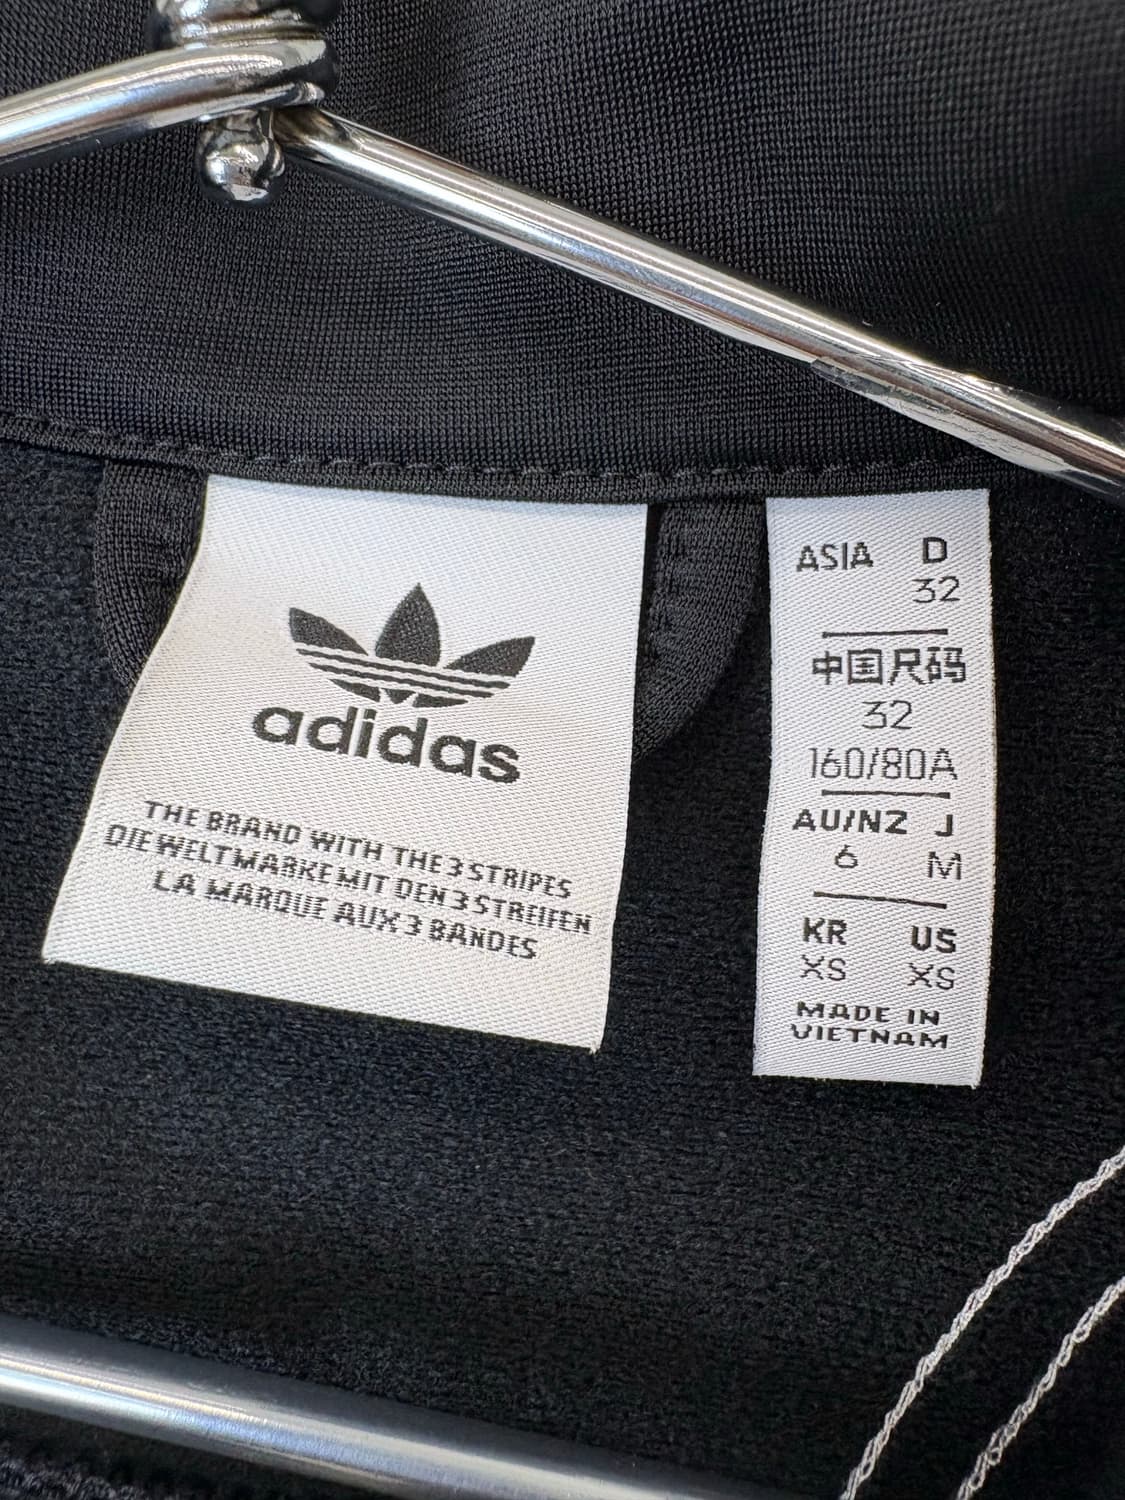 adidas
THE BRAND WITH THE 3 STRIPES
DIE WELTMARKE MIT DEN 3 STREIFEN
LA MARQUE AUX 3 BANDES
ASIA D
32
中国尺码
32
160/80A
AU/NZ J
6 M
KR US
XS XS
MADE IN
VIETNAM